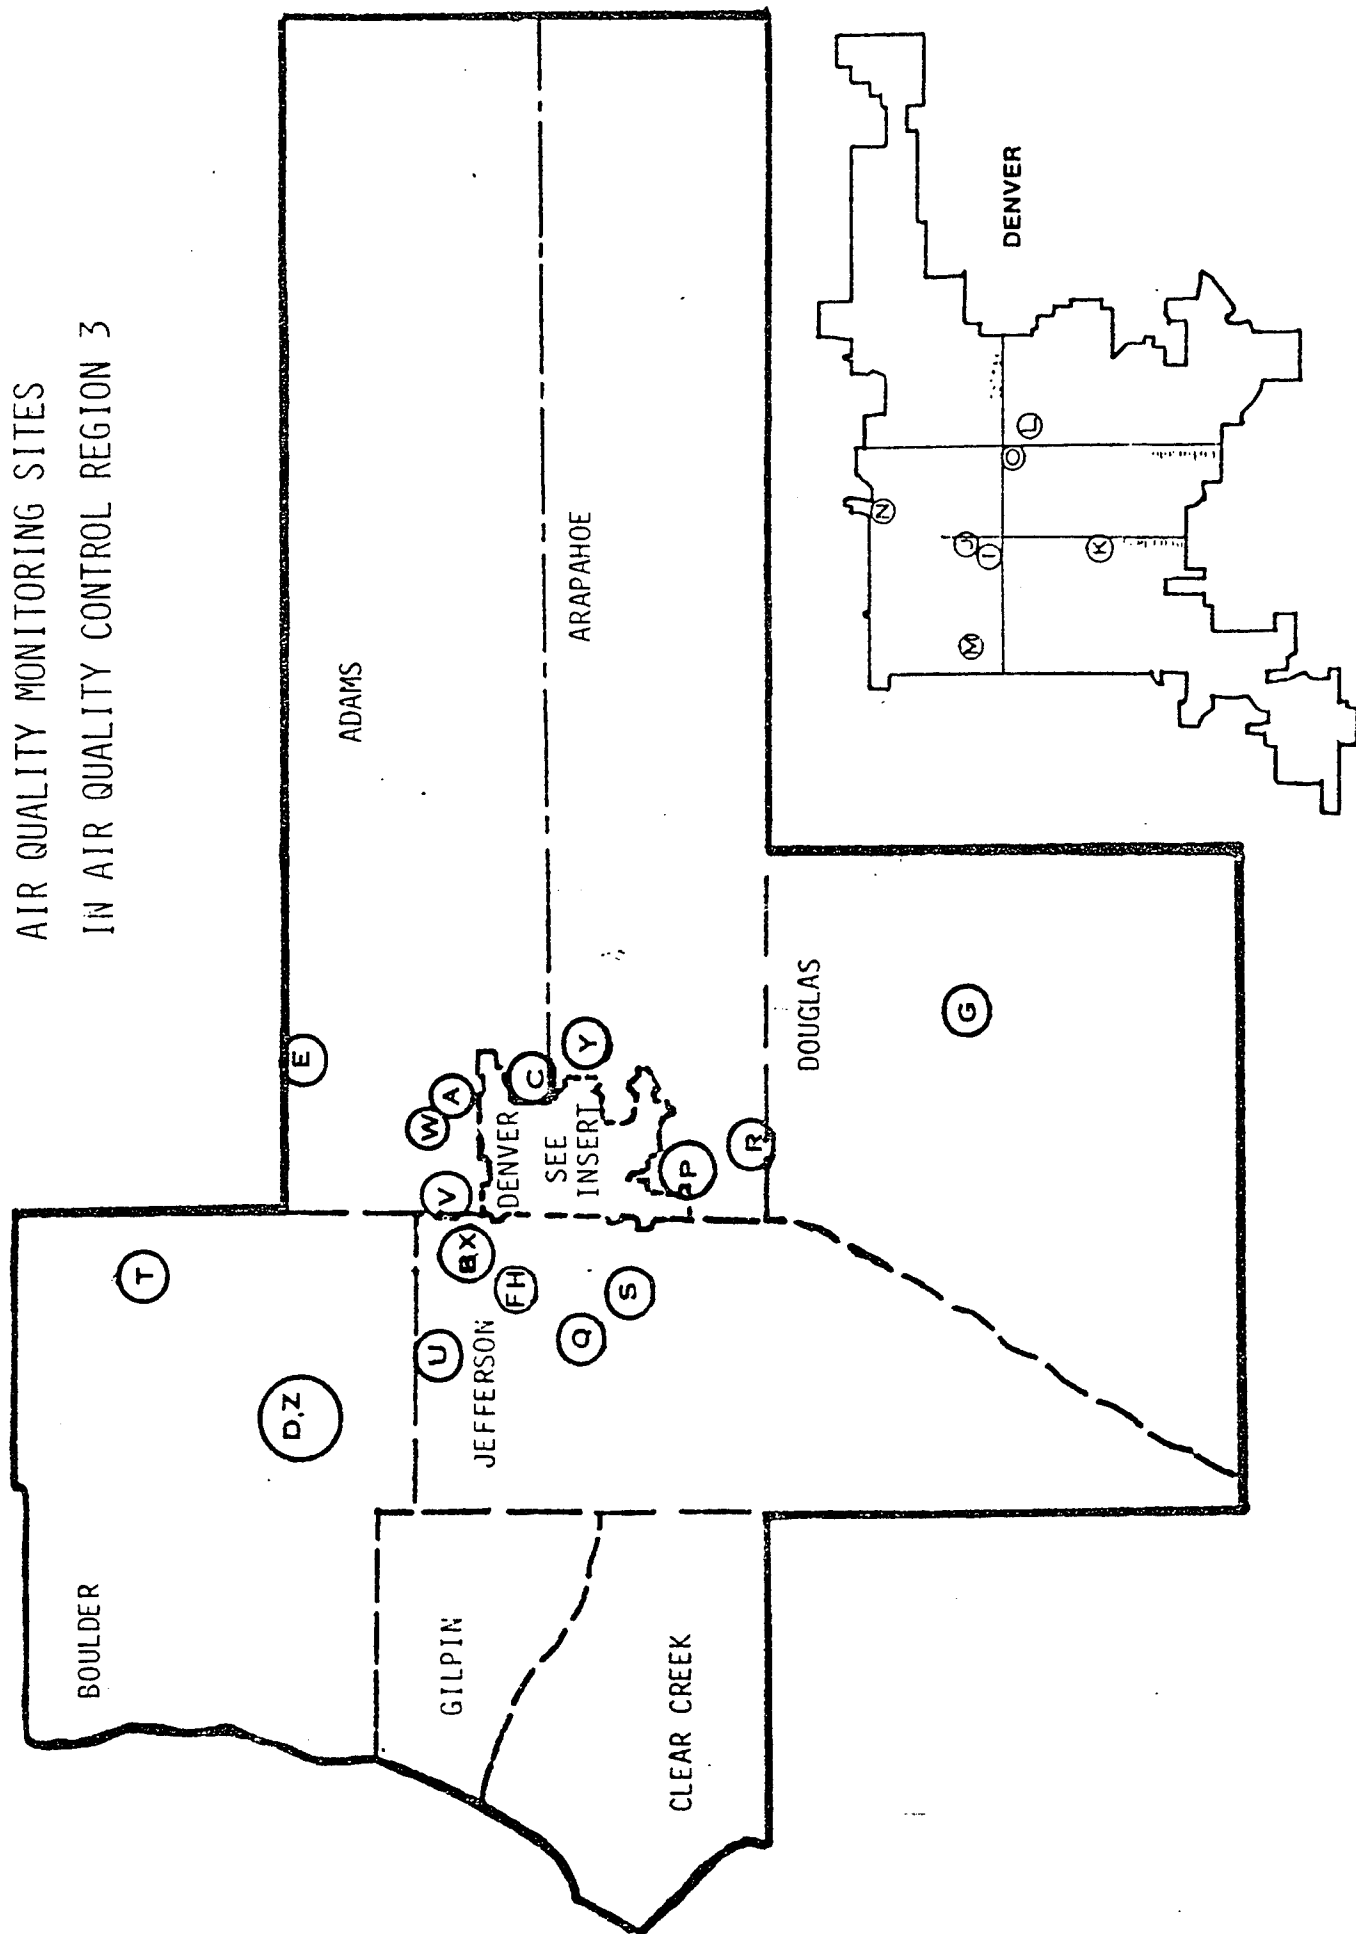 AIR QUALITY MONITORING SITES
IN AIR QUALITY CONTROL REGION 3
BOULDER
T
D,Z
E
ADAMS
GILPIN
U
JEFFERSON
BX
FH
V
W
A
DENVER
SEE
INSERT
C
Y
ARAPAHOE
Q
S
P
R
CLEAR CREEK
DOUGLAS
G
DENVER
N
M
J
I
O
L
K